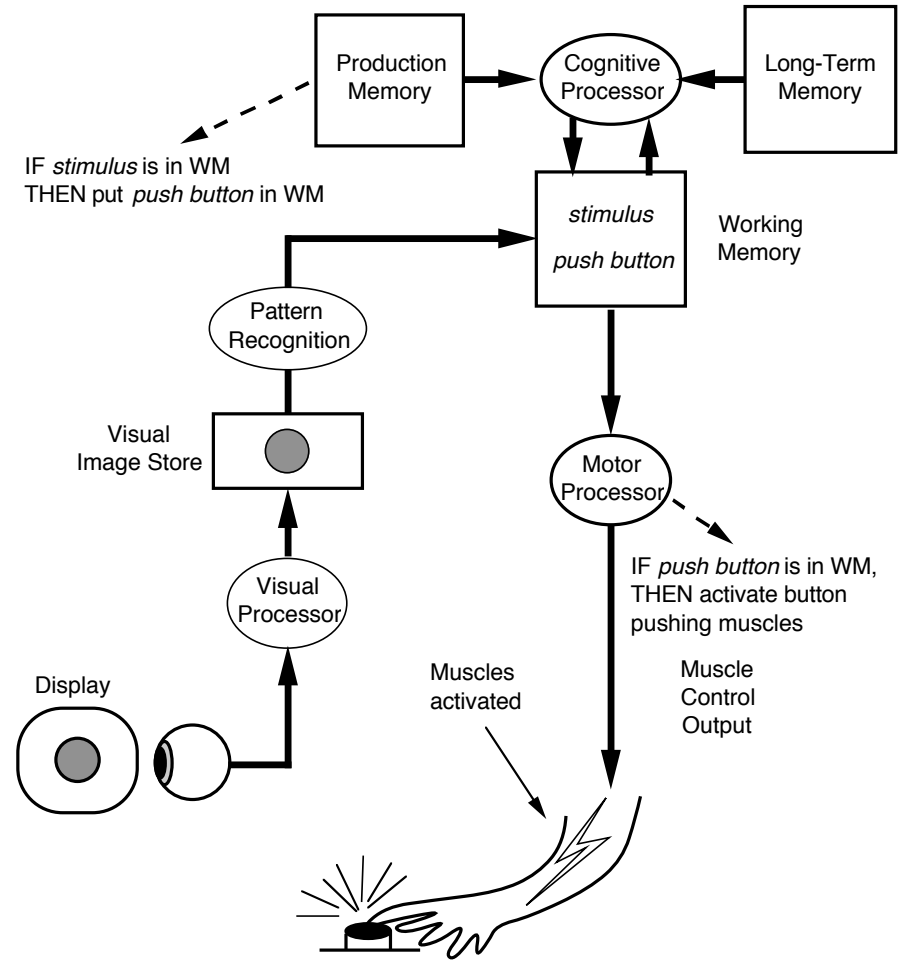 Production
Memory
Cognitive
Processor
Long-Term
Memory
IF stimulus is in WM
THEN put push button in WM
stimulus
push button
Working
Memory
Pattern
Recognition
Visual
Image Store
Motor
Processor
IF push button is in WM,
THEN activate button
pushing muscles
Visual
Processor
Muscles
activated
Muscle
Control
Output
Display